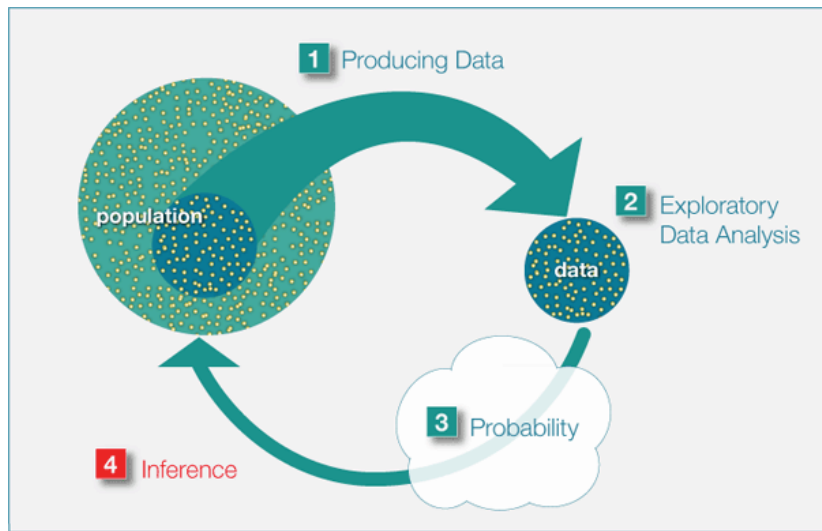 1 Producing Data
population
2 Exploratory
Data Analysis
data
3 Probability
4 Inference